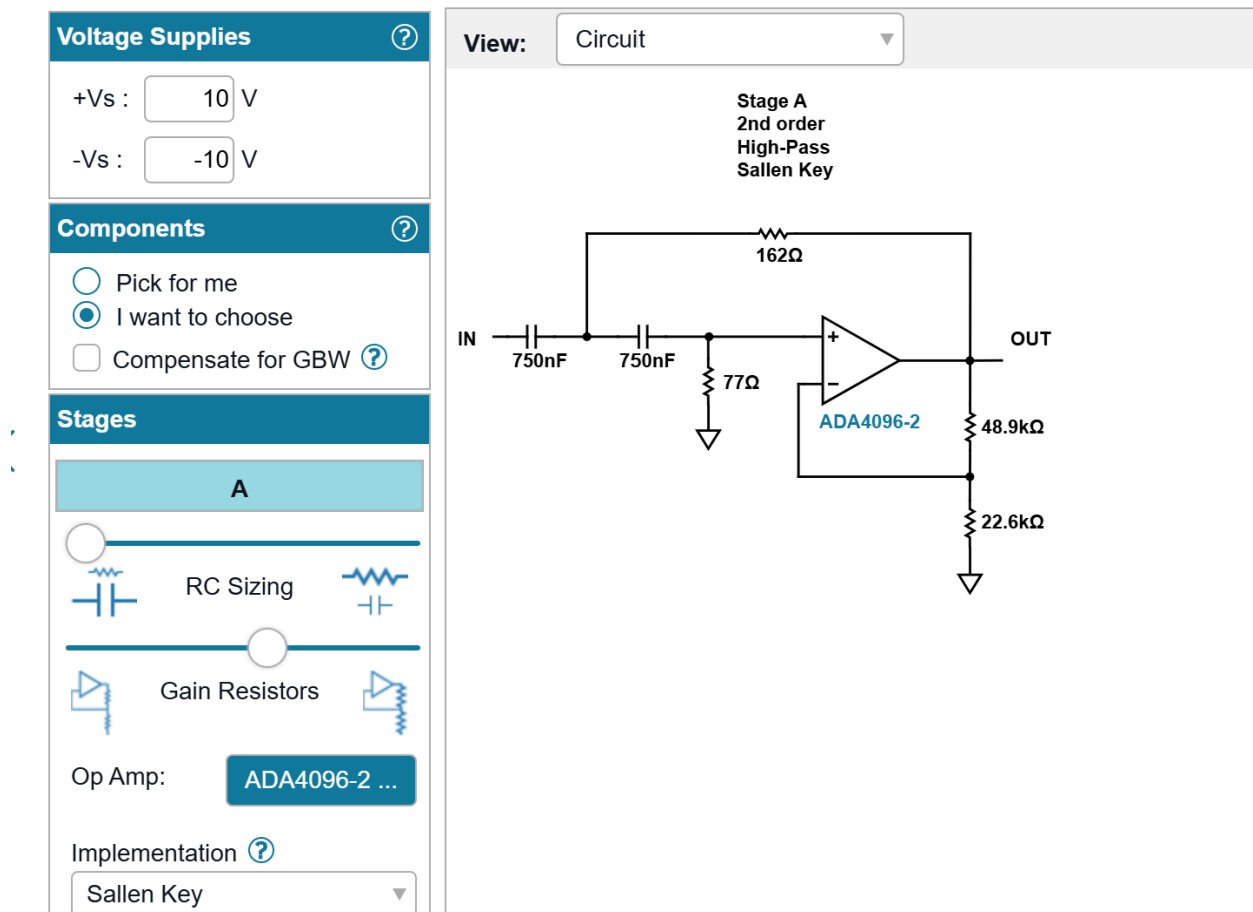 Voltage Supplies ?
+Vs : 10 V
-Vs : -10 V
Components ?
Pick for me
I want to choose
Compensate for GBW ?
Stages
A
RC Sizing
Gain Resistors
Op Amp: ADA4096-2 ...
Implementation ?
Sallen Key
View: Circuit
Stage A
2nd order
High-Pass
Sallen Key
162Ω
IN
750nF
750nF
77Ω
+
−
ADA4096-2
OUT
48.9kΩ
22.6kΩ